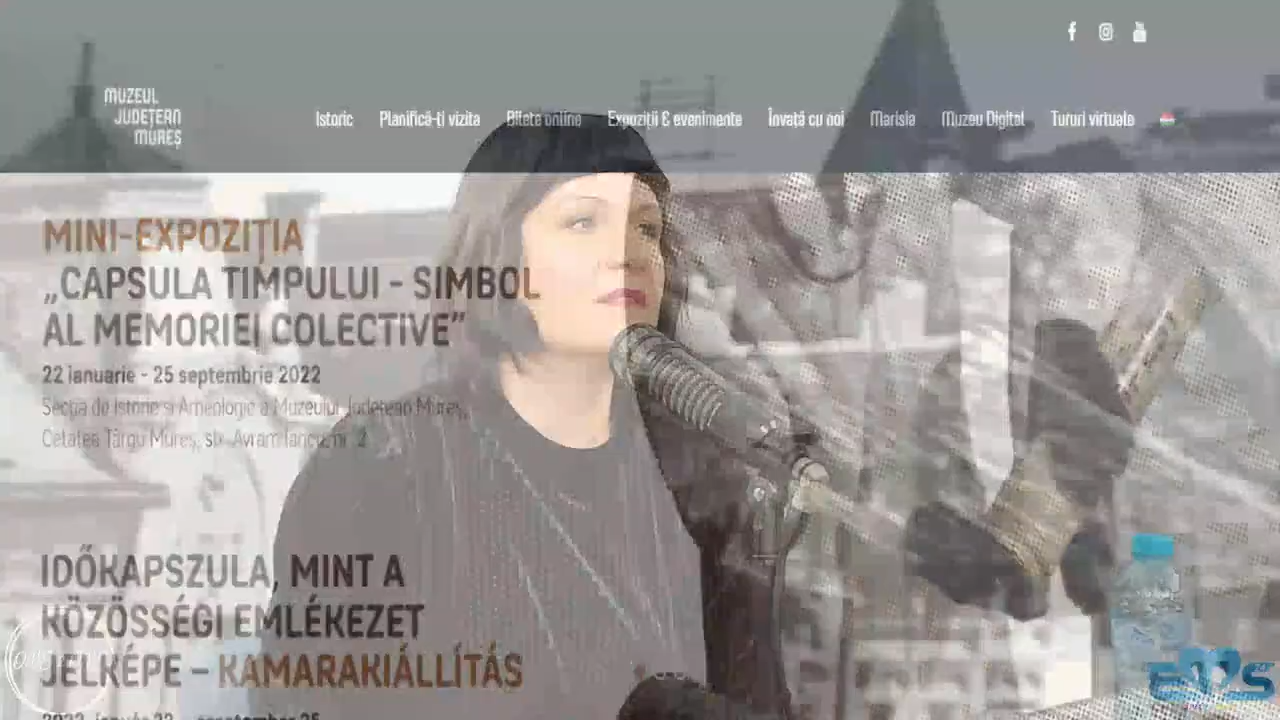 MUZEUL
JUDEȚEAN
MUREȘ
Istoric Planifică-ți vizita Bilete online Expoziții & evenimente Învață cu noi Marisia Muzeu Digital Tururi virtuale
MINI-EXPOZIȚIA
„CAPSULA TIMPULUI - SIMBOL
AL MEMORIEI COLECTIVE”
22 ianuarie - 25 septembrie 2022
Secția de Istorie și Arheologie a Muzeului Județean Mureș,
Cetatea Târgu Mureș, str. Avram Iancu, nr. 2
IDŐKAPSZULA, MINT A
KÖZÖSSÉGI EMLÉKEZET
JELKÉPE – KAMARAKIÁLLÍTÁS